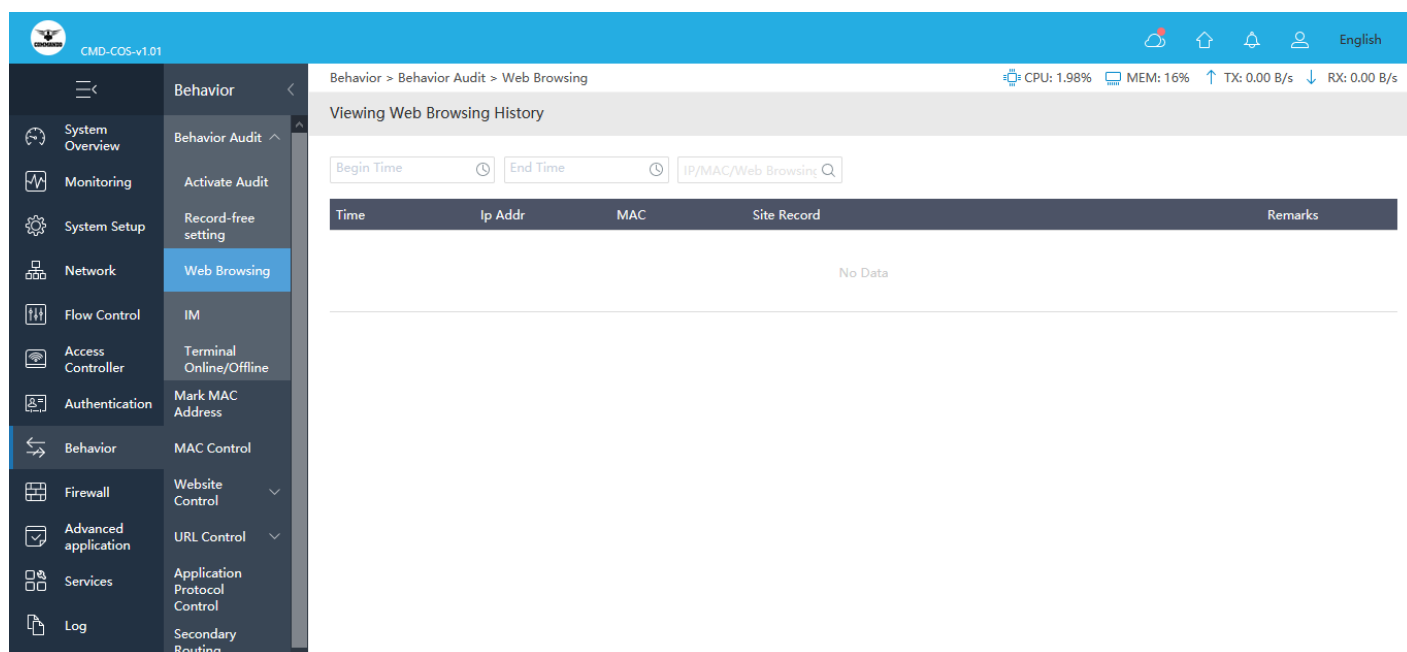 COMMANDO
CMD-COS-v1.01
English
Behavior
Behavior > Behavior Audit > Web Browsing
CPU: 1.98%
MEM: 16%
TX: 0.00 B/s
RX: 0.00 B/s
Viewing Web Browsing History
System
Overview
Monitoring
System Setup
Network
Flow Control
Access
Controller
Authentication
Behavior
Firewall
Advanced
application
Services
Log
Behavior Audit
Activate Audit
Record-free
setting
Web Browsing
IM
Terminal
Online/Offline
Mark MAC
Address
MAC Control
Website
Control
URL Control
Application
Protocol
Control
Secondary
Routing
Begin Time
End Time
IP/MAC/Web Browsing
Time
Ip Addr
MAC
Site Record
Remarks
No Data